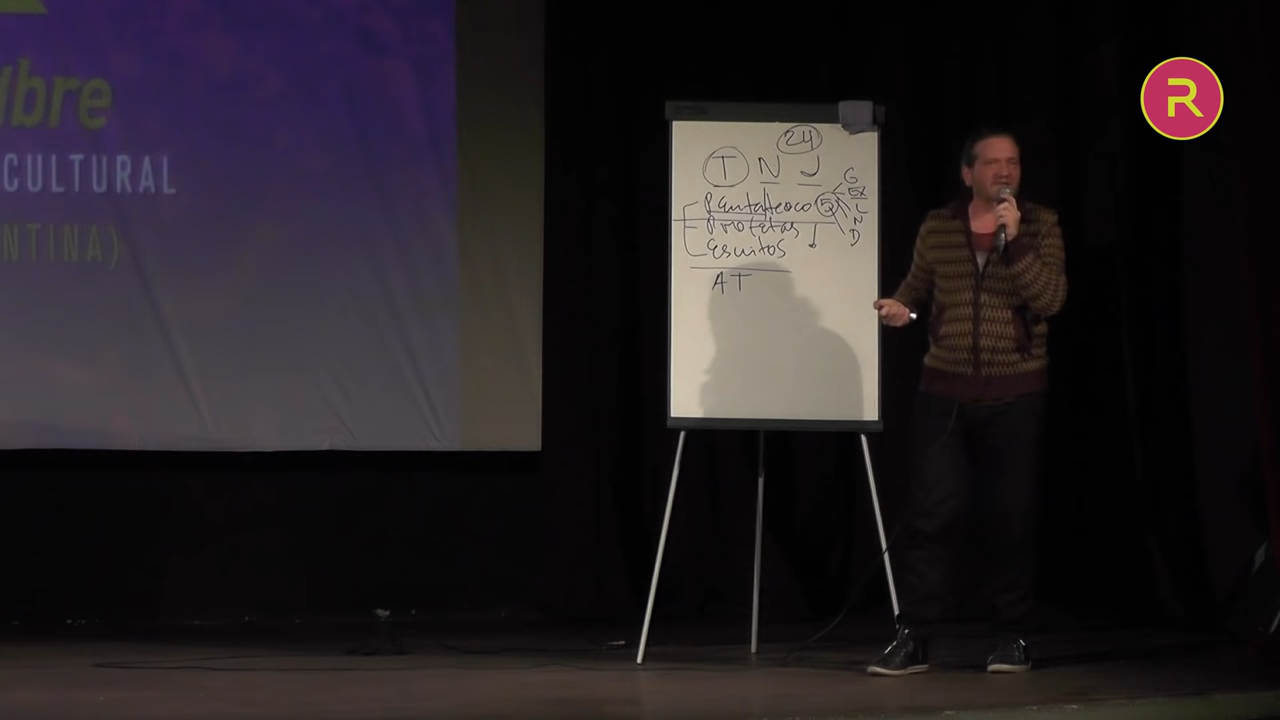 bre
CULTURAL
NTINA)
R
24
T N J
Pentateuco 5
G
EX
L
N
D
Profetas
Escritos
AT